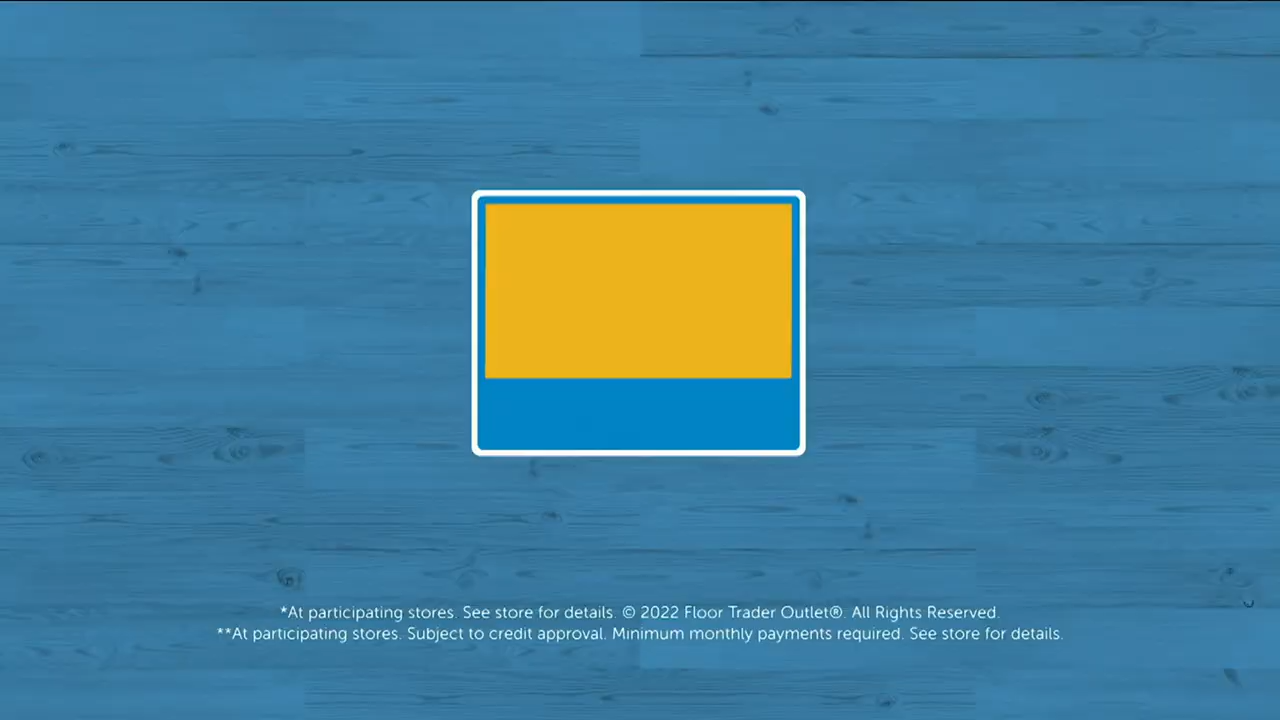 *At participating stores. See store for details. © 2022 Floor Trader Outlet®. All Rights Reserved.
**At participating stores. Subject to credit approval. Minimum monthly payments required. See store for details.